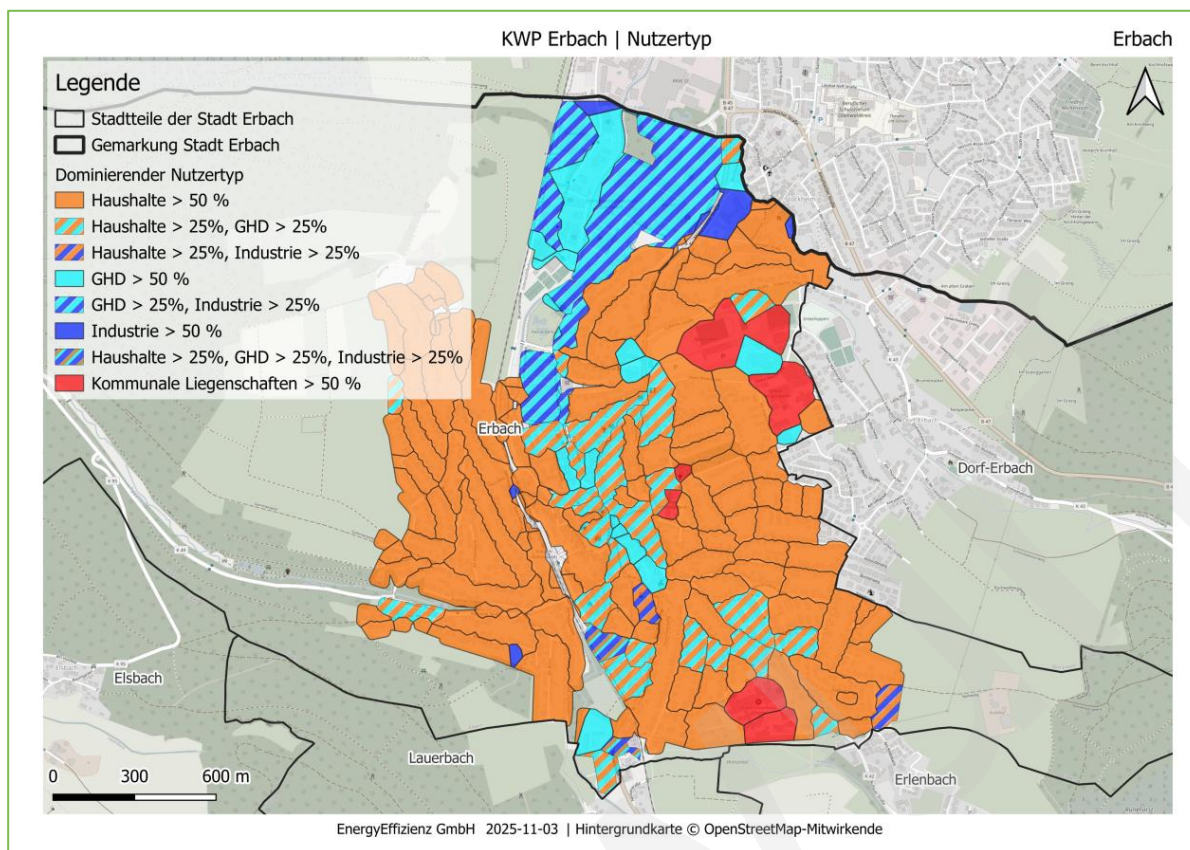 KWP Erbach | Nutzertyp
Erbach
Legende
Stadtteile der Stadt Erbach
Gemarkung Stadt Erbach
Dominierender Nutzertyp
Haushalte > 50 %
Haushalte > 25%, GHD > 25%
Haushalte > 25%, Industrie > 25%
GHD > 50 %
GHD > 25%, Industrie > 25%
Industrie > 50 %
Haushalte > 25%, GHD > 25%, Industrie > 25%
Kommunale Liegenschaften > 50 %
Erbach
Dorf-Erbach
Elsbach
Lauerbach
Erlenbach
0 300 600 m
EnergyEffizienz GmbH 2025-11-03 | Hintergrundkarte © OpenStreetMap-Mitwirkende